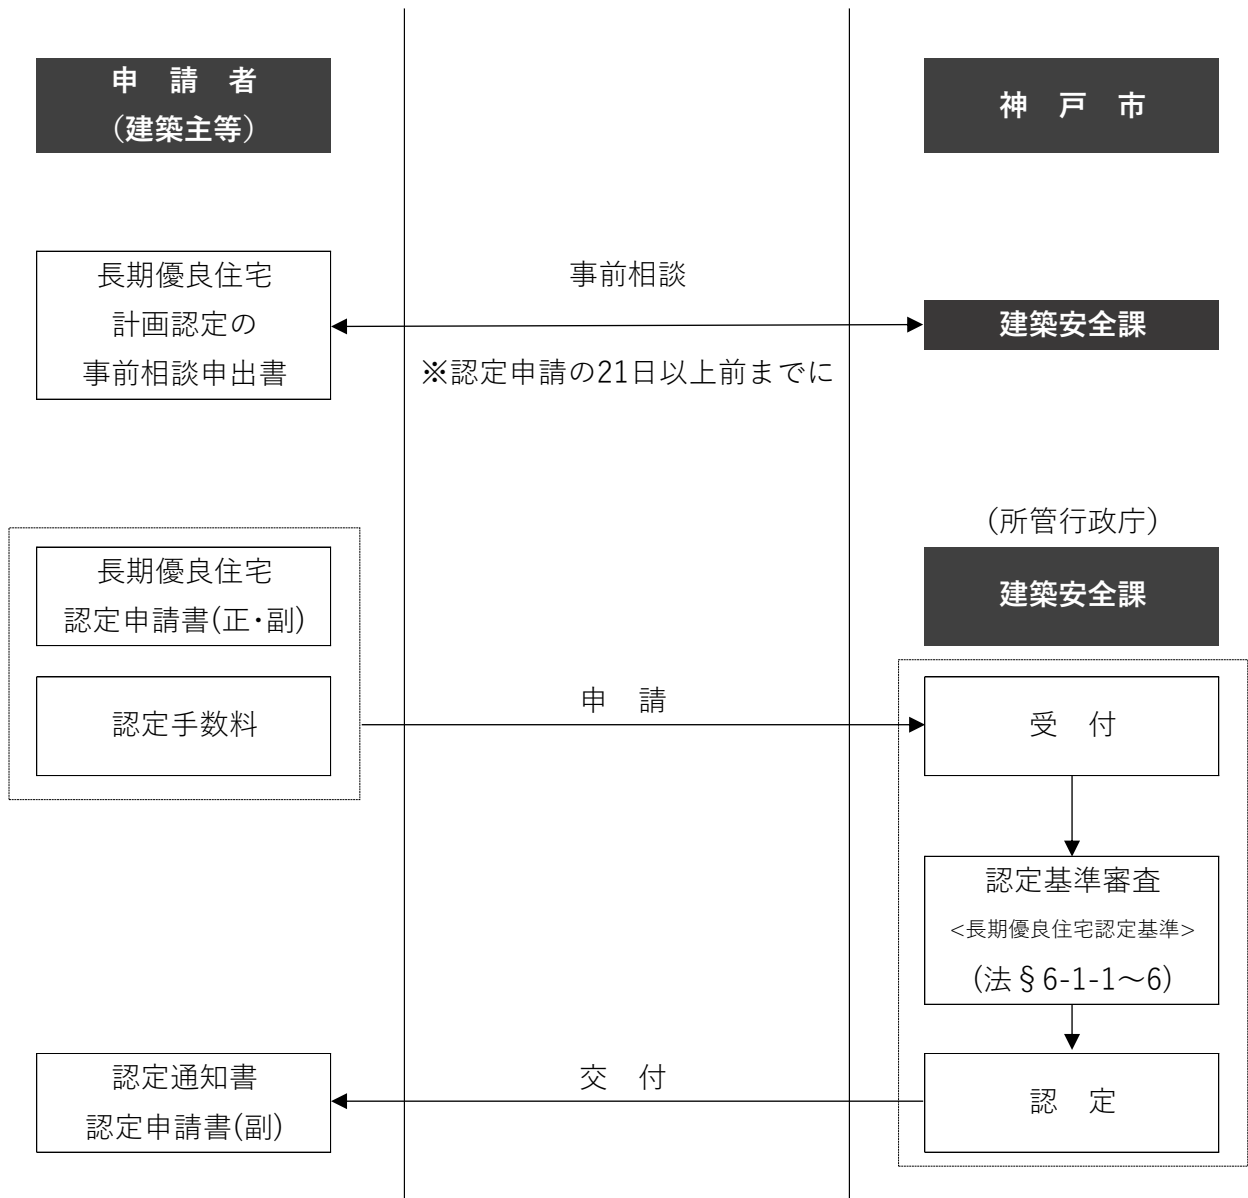 申　請　者
（建築主等）
神　戸　市
長期優良住宅
計画認定の
事前相談申出書
事前相談
※認定申請の21日以上前までに
建築安全課
（所管行政庁）
建築安全課
長期優良住宅
認定申請書(正・副)
認定手数料
申　請
受　付
認定基準審査
<長期優良住宅認定基準>
(法§6-1-1～6)
認定通知書
認定申請書(副)
交　付
認　定